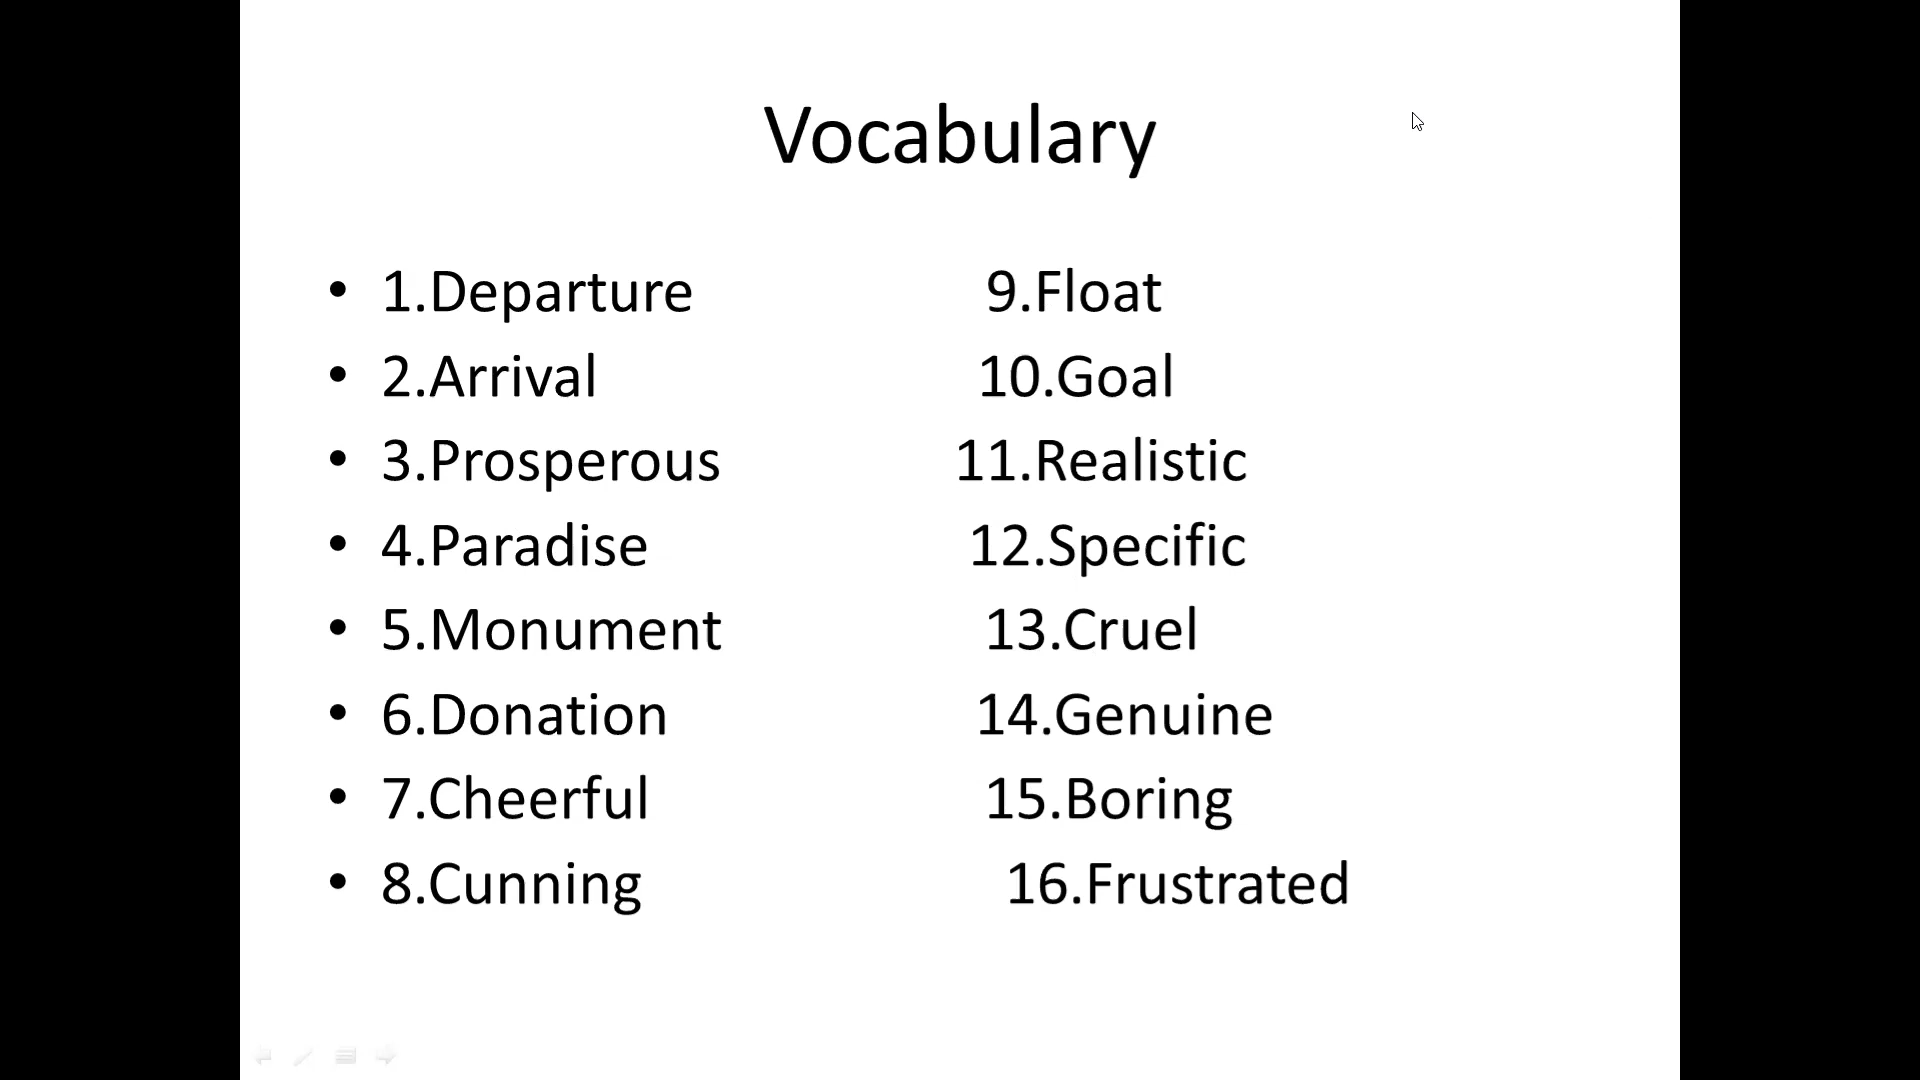 Vocabulary
• 1.Departure 9.Float
• 2.Arrival 10.Goal
• 3.Prosperous 11.Realistic
• 4.Paradise 12.Specific
• 5.Monument 13.Cruel
• 6.Donation 14.Genuine
• 7.Cheerful 15.Boring
• 8.Cunning 16.Frustrated